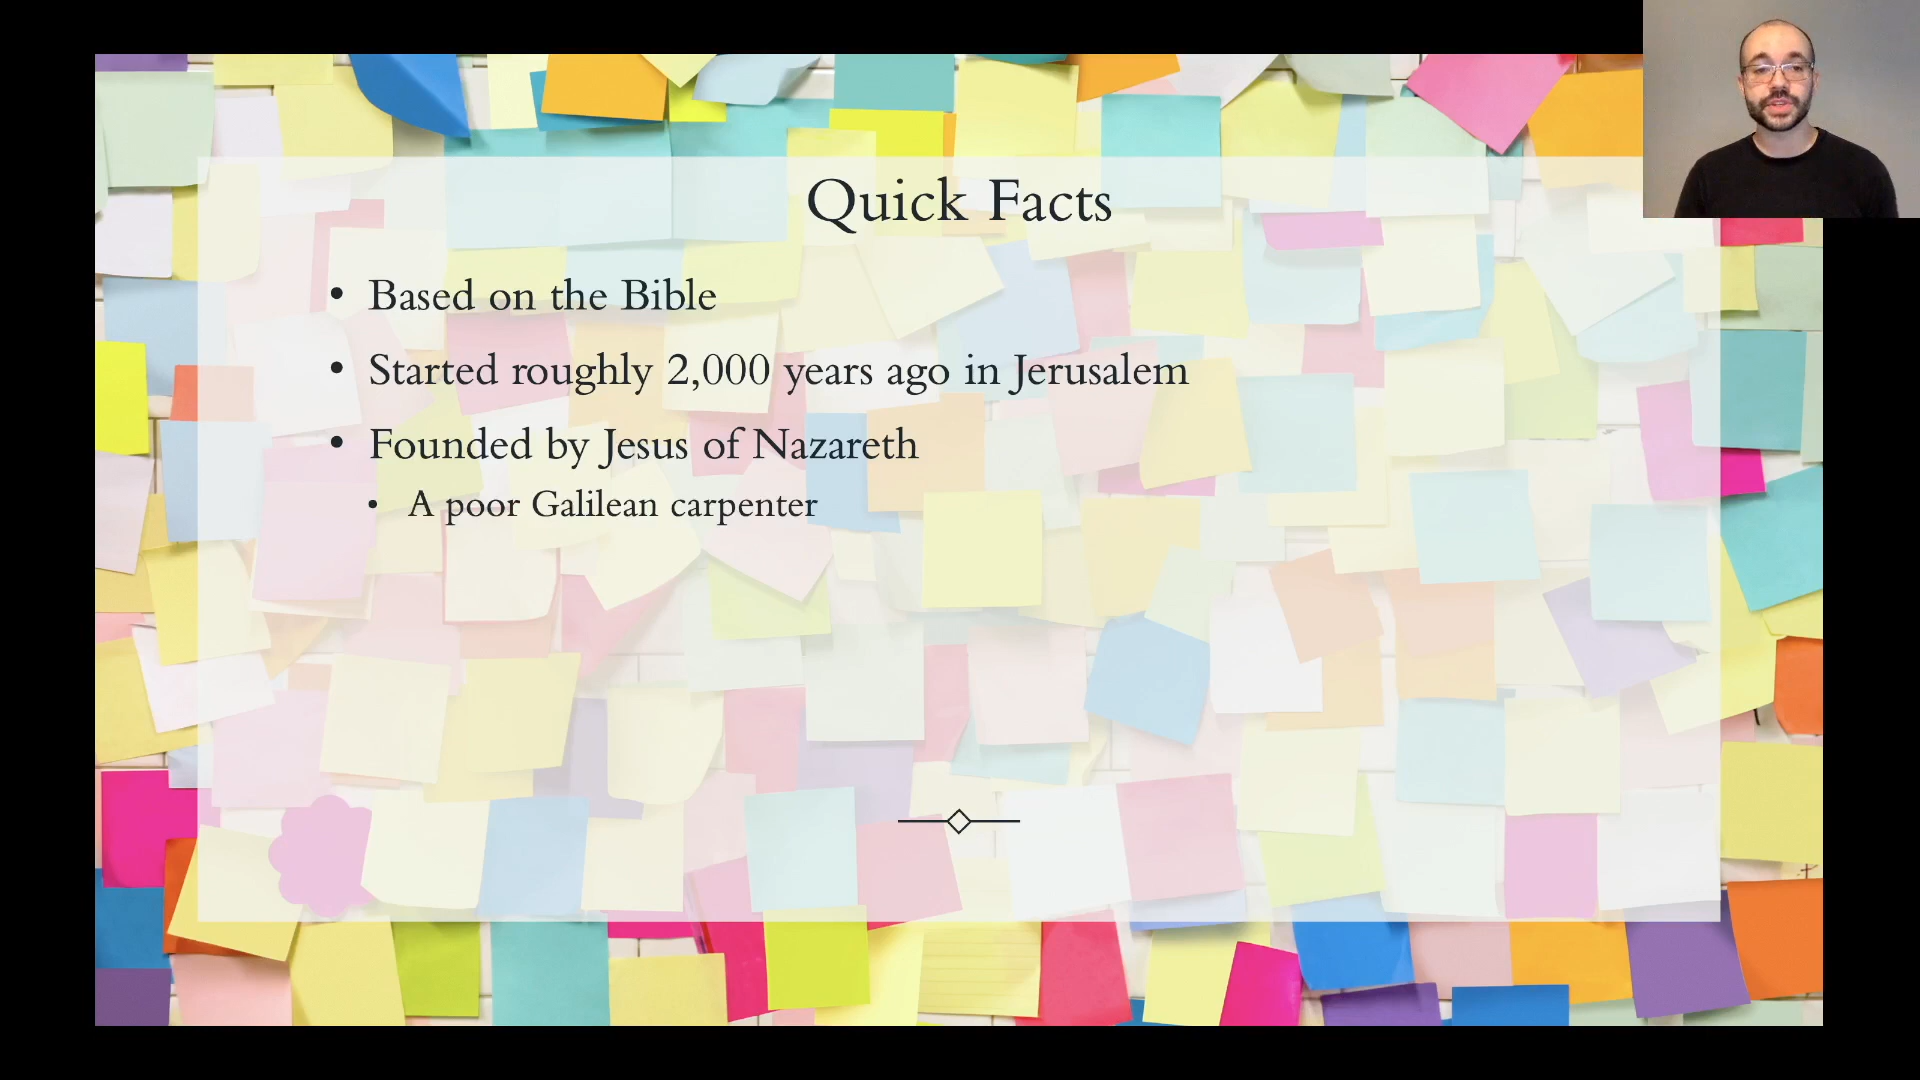 Quick Facts
• Based on the Bible
• Started roughly 2,000 years ago in Jerusalem
• Founded by Jesus of Nazareth
• A poor Galilean carpenter